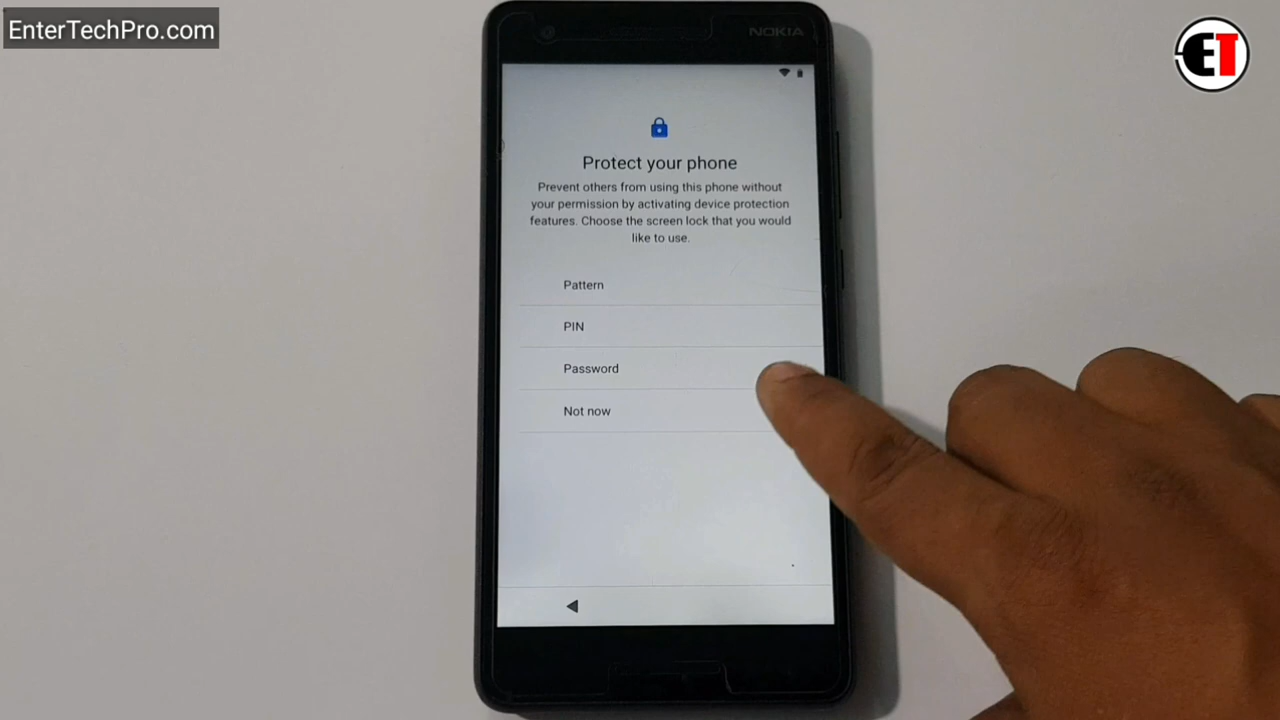 EnterTechPro.com
ET
NOKIA
Protect your phone
Prevent others from using this phone without
your permission by activating device protection
features. Choose the screen lock that you would
like to use.
Pattern
PIN
Password
Not now